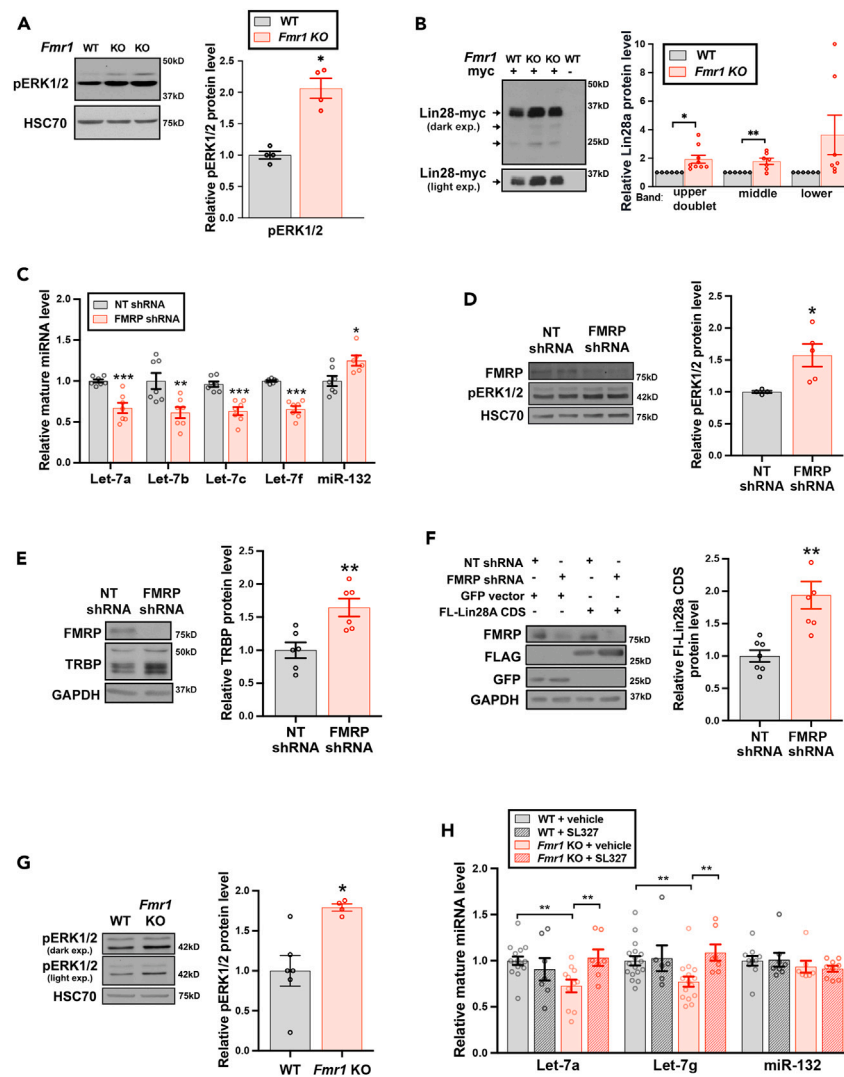 A
Fmr1 WT KO KO
pERK1/2
HSC70
50kD
37kD
75kD
WT
Fmr1 KO
Relative pERK1/2 protein level
2.5
2.0
1.5
1.0
0.5
0.0
*
pERK1/2
B
Fmr1 WT KO KO WT
myc + + + -
Lin28-myc
(dark exp.)
Lin28-myc
(light exp.)
50kD
37kD
25kD
37kD
WT
Fmr1 KO
Relative Lin28a protein level
10
8
6
4
2
0
*
**
Band: upper doublet middle lower
C
NT shRNA
FMRP shRNA
Relative mature miRNA level
2.0
1.5
1.0
0.5
0.0
***
**
***
***
*
Let-7a Let-7b Let-7c Let-7f miR-132
D
NT shRNA
FMRP shRNA
FMRP
pERK1/2
HSC70
75kD
42kD
75kD
Relative pERK1/2 protein level
2.5
2.0
1.5
1.0
0.5
0.0
*
NT shRNA
FMRP shRNA
E
NT shRNA
FMRP shRNA
FMRP
TRBP
GAPDH
75kD
50kD
37kD
Relative TRBP protein level
2.5
2.0
1.5
1.0
0.5
0.0
**
NT shRNA
FMRP shRNA
F
NT shRNA + - + -
FMRP shRNA - + - +
GFP vector + + - -
FL-Lin28A CDS - - + +
FMRP
FLAG
GFP
GAPDH
75kD
25kD
25kD
37kD
Relative Fl-Lin28a CDS
protein level
2.5
2.0
1.5
1.0
0.5
0.0
**
NT shRNA
FMRP shRNA
G
WT
Fmr1 KO
pERK1/2
(dark exp.)
pERK1/2
(light exp.)
HSC70
42kD
42kD
75kD
Relative pERK1/2 protein level
2.0
1.5
1.0
0.5
0.0
*
WT Fmr1 KO
H
WT + vehicle
WT + SL327
Fmr1 KO + vehicle
Fmr1 KO + SL327
Relative mature miRNA level
2.0
1.5
1.0
0.5
0.0
**
**
**
**
Let-7a Let-7g miR-132